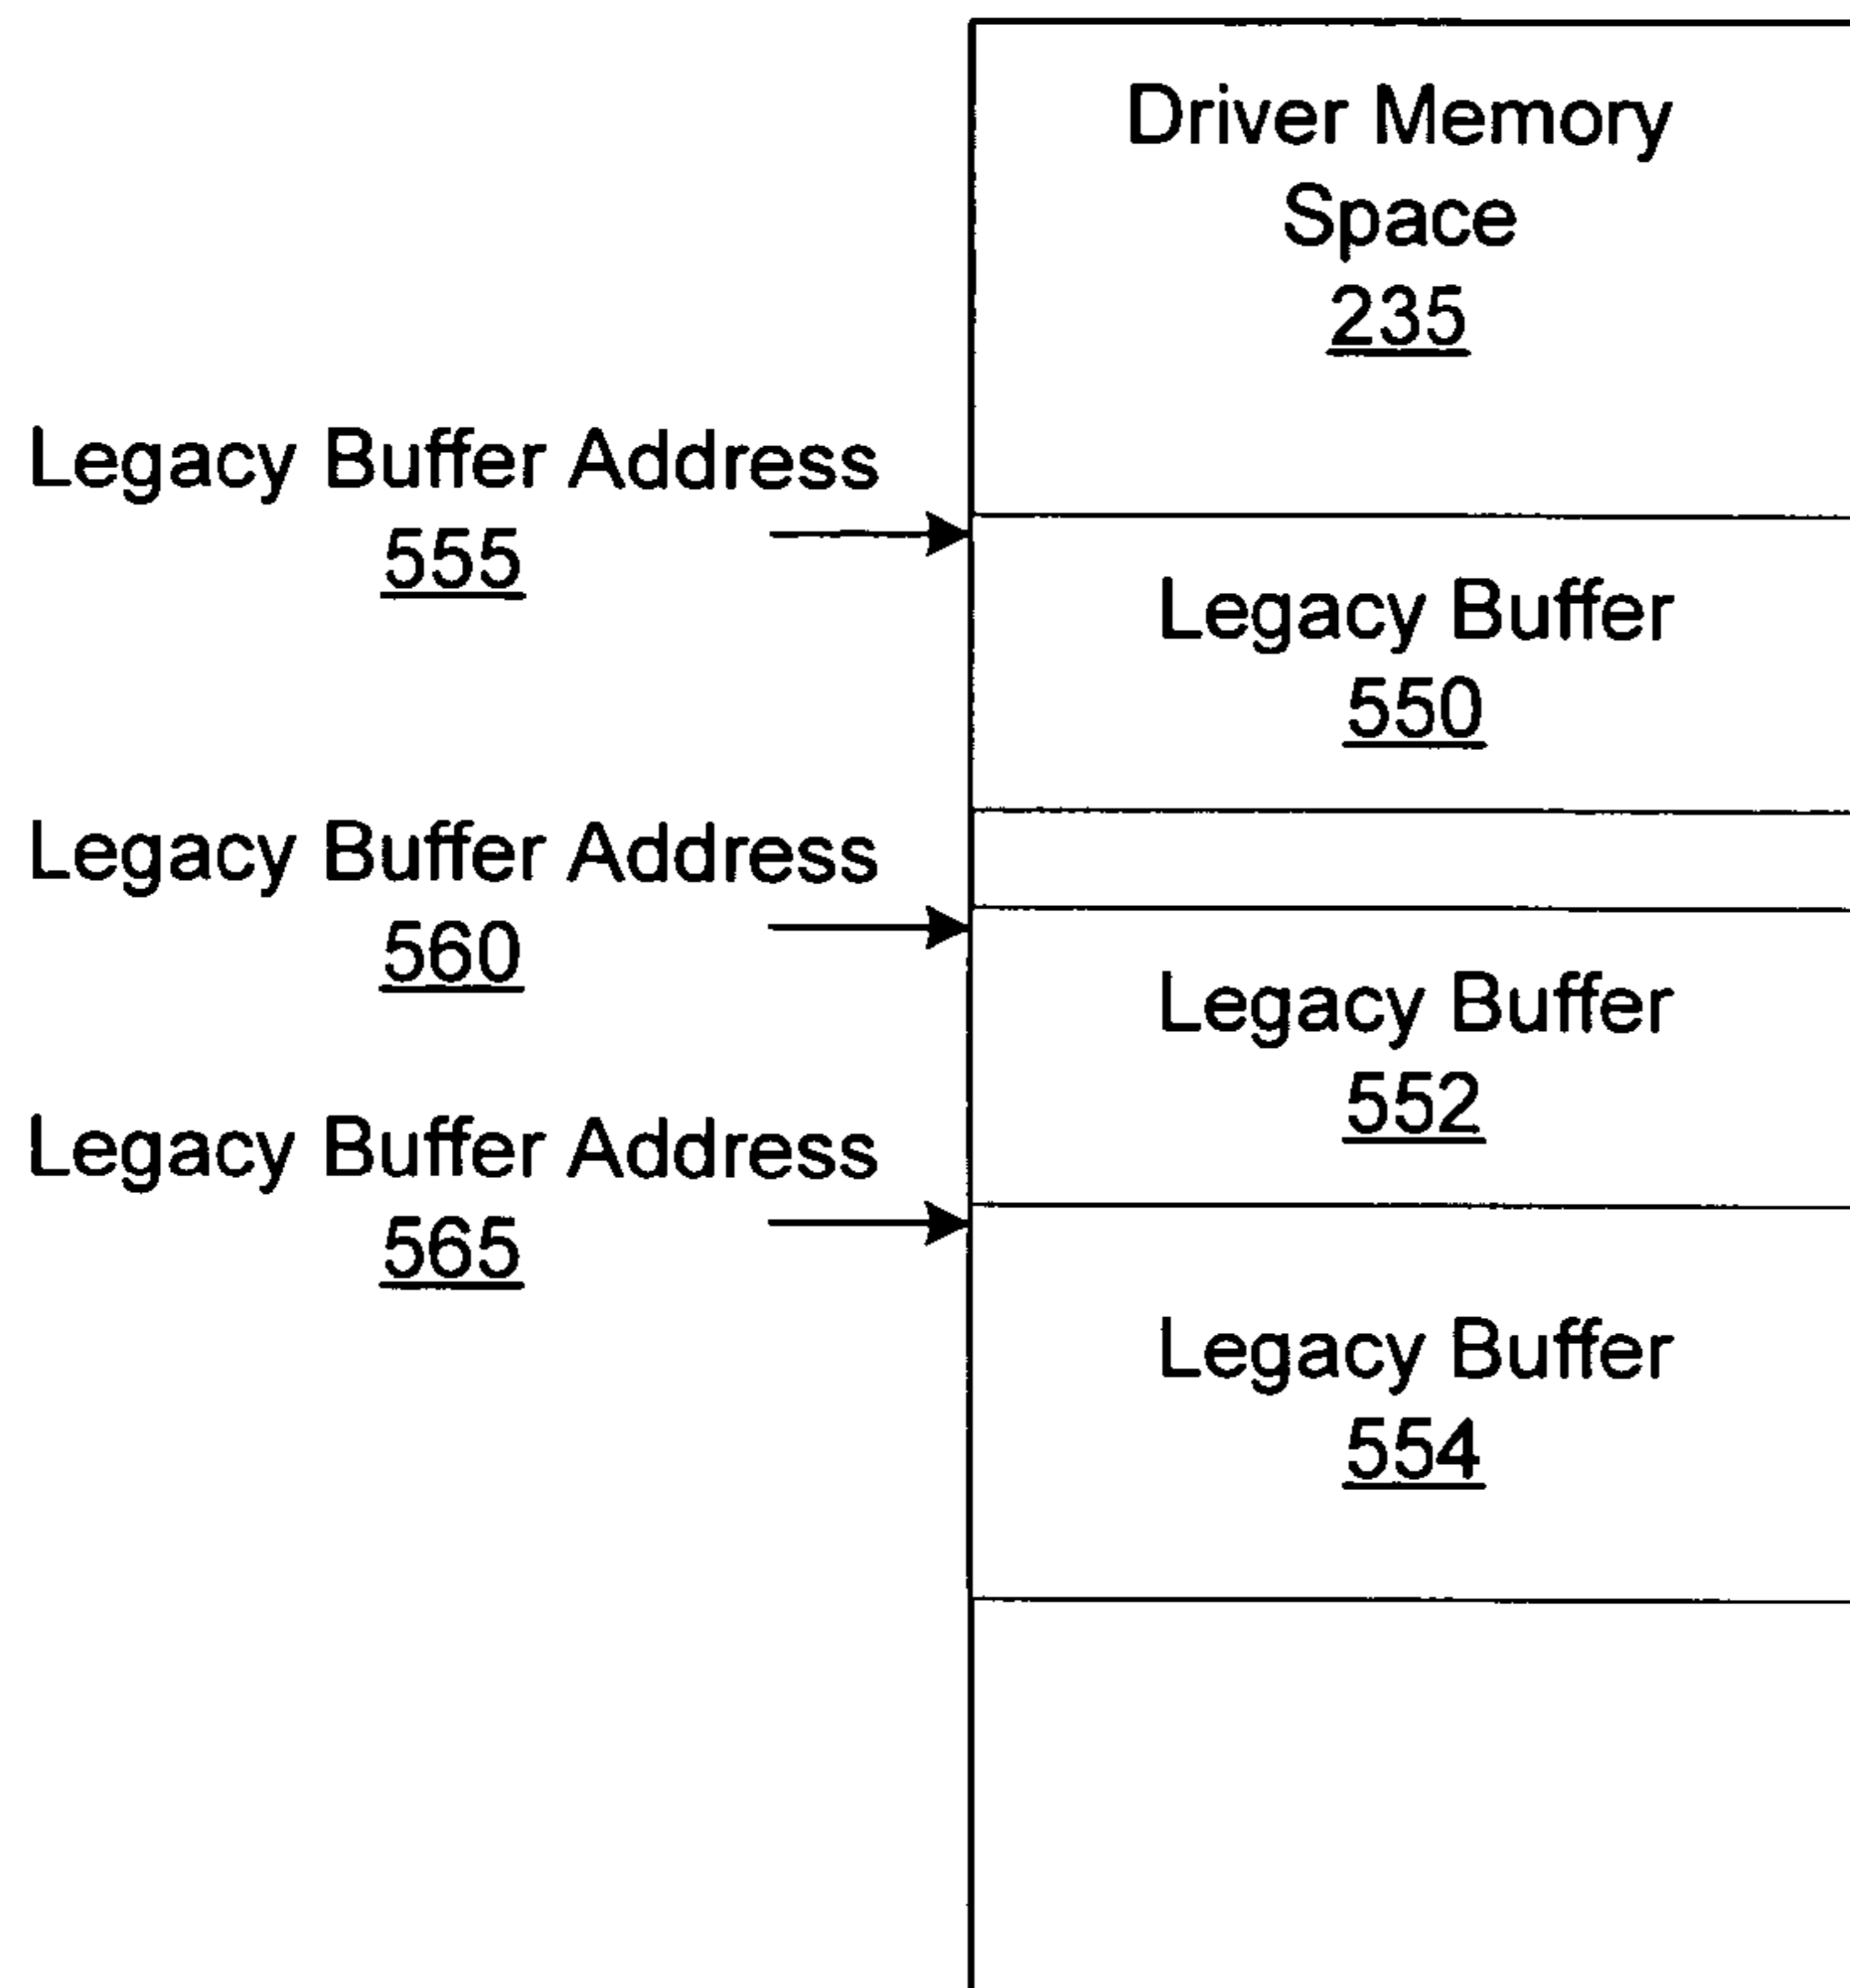 Driver Memory
Space
235
Legacy Buffer Address
555
Legacy Buffer
550
Legacy Buffer Address
560
Legacy Buffer
552
Legacy Buffer Address
565
Legacy Buffer
554